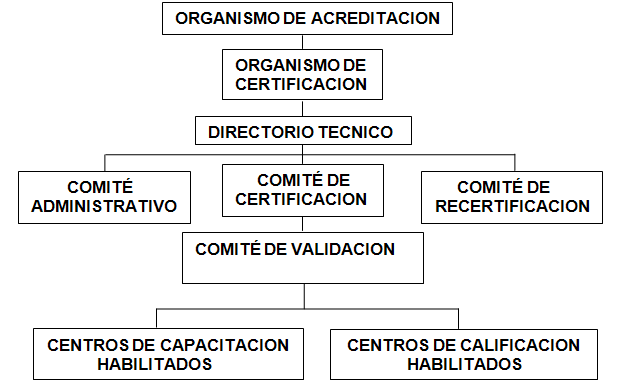 ORGANISMO DE ACREDITACION
ORGANISMO DE
CERTIFICACION
DIRECTORIO TECNICO
COMITÉ
ADMINISTRATIVO
COMITÉ DE
CERTIFICACION
COMITÉ DE
RECERTIFICACION
COMITÉ DE VALIDACION
CENTROS DE CAPACITACION
HABILITADOS
CENTROS DE CALIFICACION
HABILITADOS